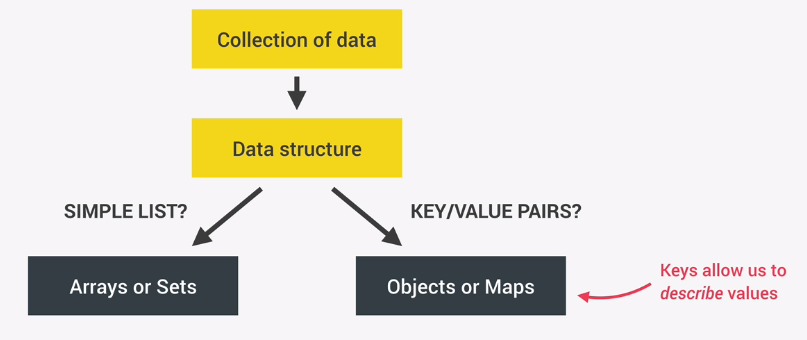 Collection of data
Data structure
SIMPLE LIST?
KEY/VALUE PAIRS?
Arrays or Sets
Objects or Maps
Keys allow us to
describe values